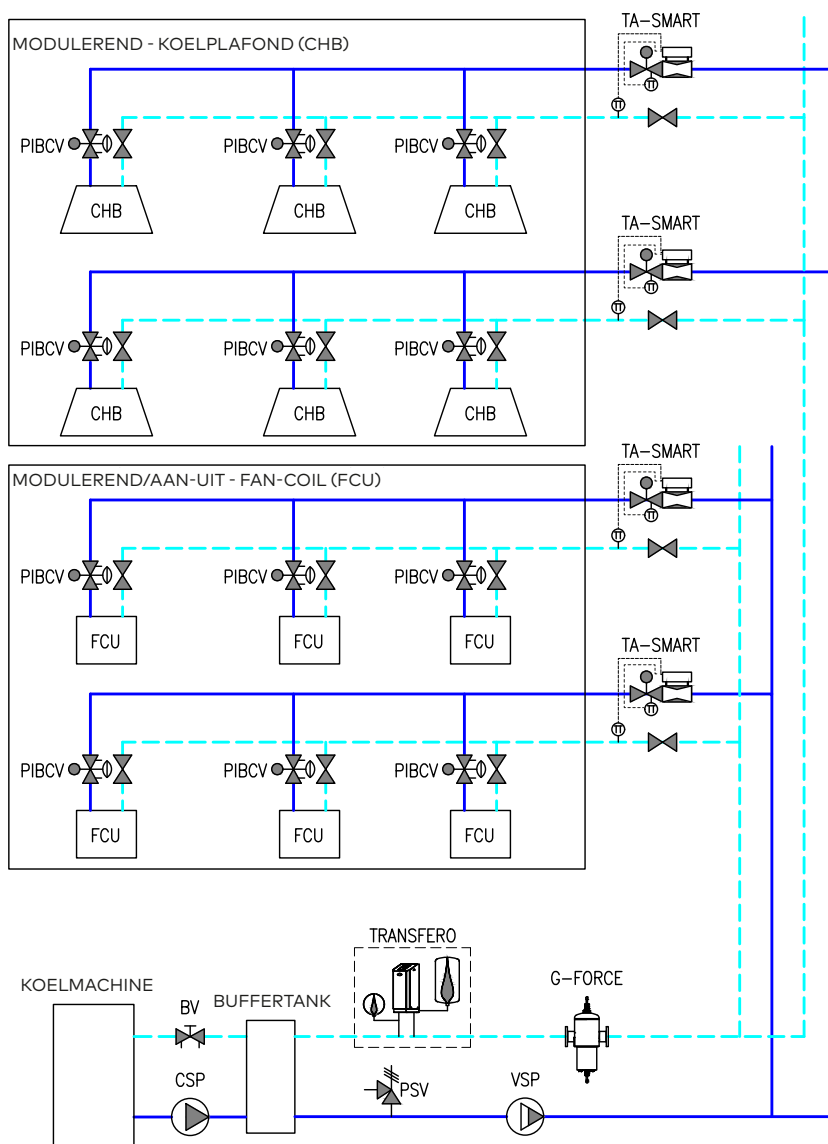 TA-SMART
MODULEREND - KOELPLAFOND (CHB)
PIBCV PIBCV PIBCV
CHB CHB CHB
TA-SMART
PIBCV PIBCV PIBCV
CHB CHB CHB
TA-SMART
MODULEREND/AAN-UIT - FAN-COIL (FCU)
PIBCV PIBCV PIBCV
FCU FCU FCU
TA-SMART
PIBCV PIBCV PIBCV
FCU FCU FCU
TRANSFERO
G-FORCE
KOELMACHINE
BV
BUFFERTANK
CSP
PSV
VSP